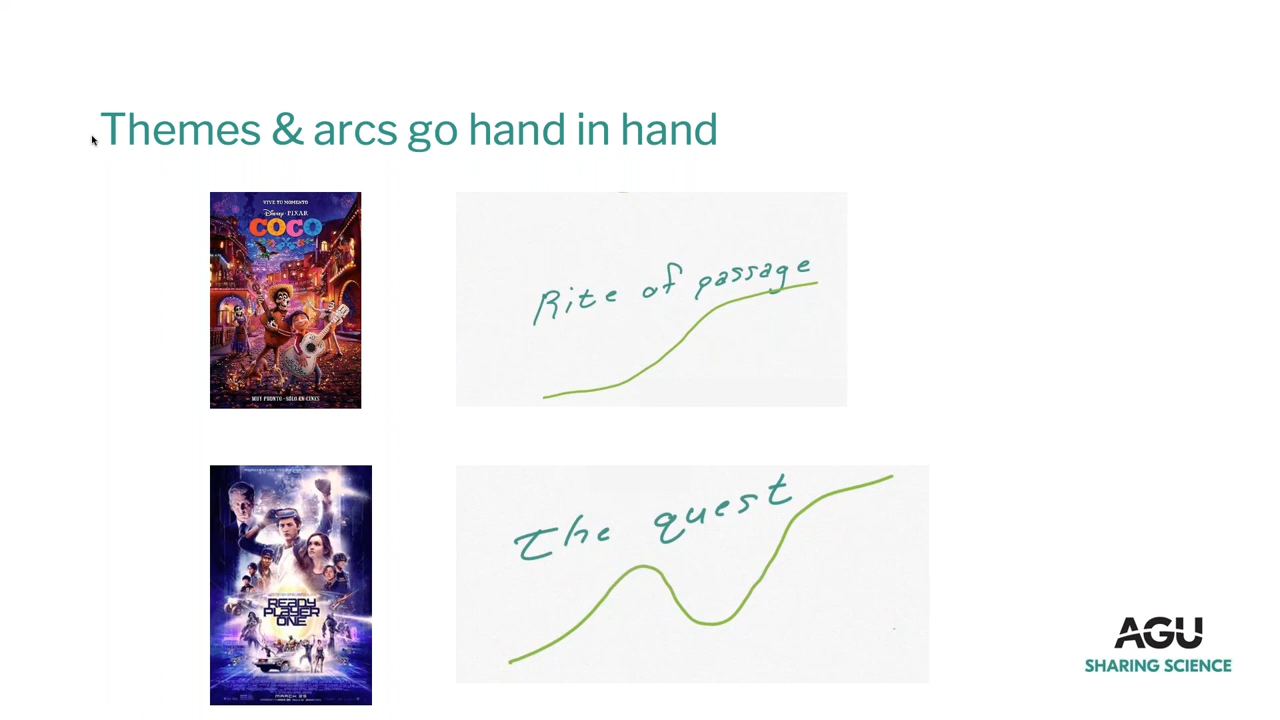 Themes & arcs go hand in hand
VIVE TU MOMENTO
Disney · PIXAR
COCO
MUY PRONTO - SÓLO EN CINES
Rite of passage
READY
PLAYER
ONE
MARCH 29
The quest
AGU
SHARING SCIENCE